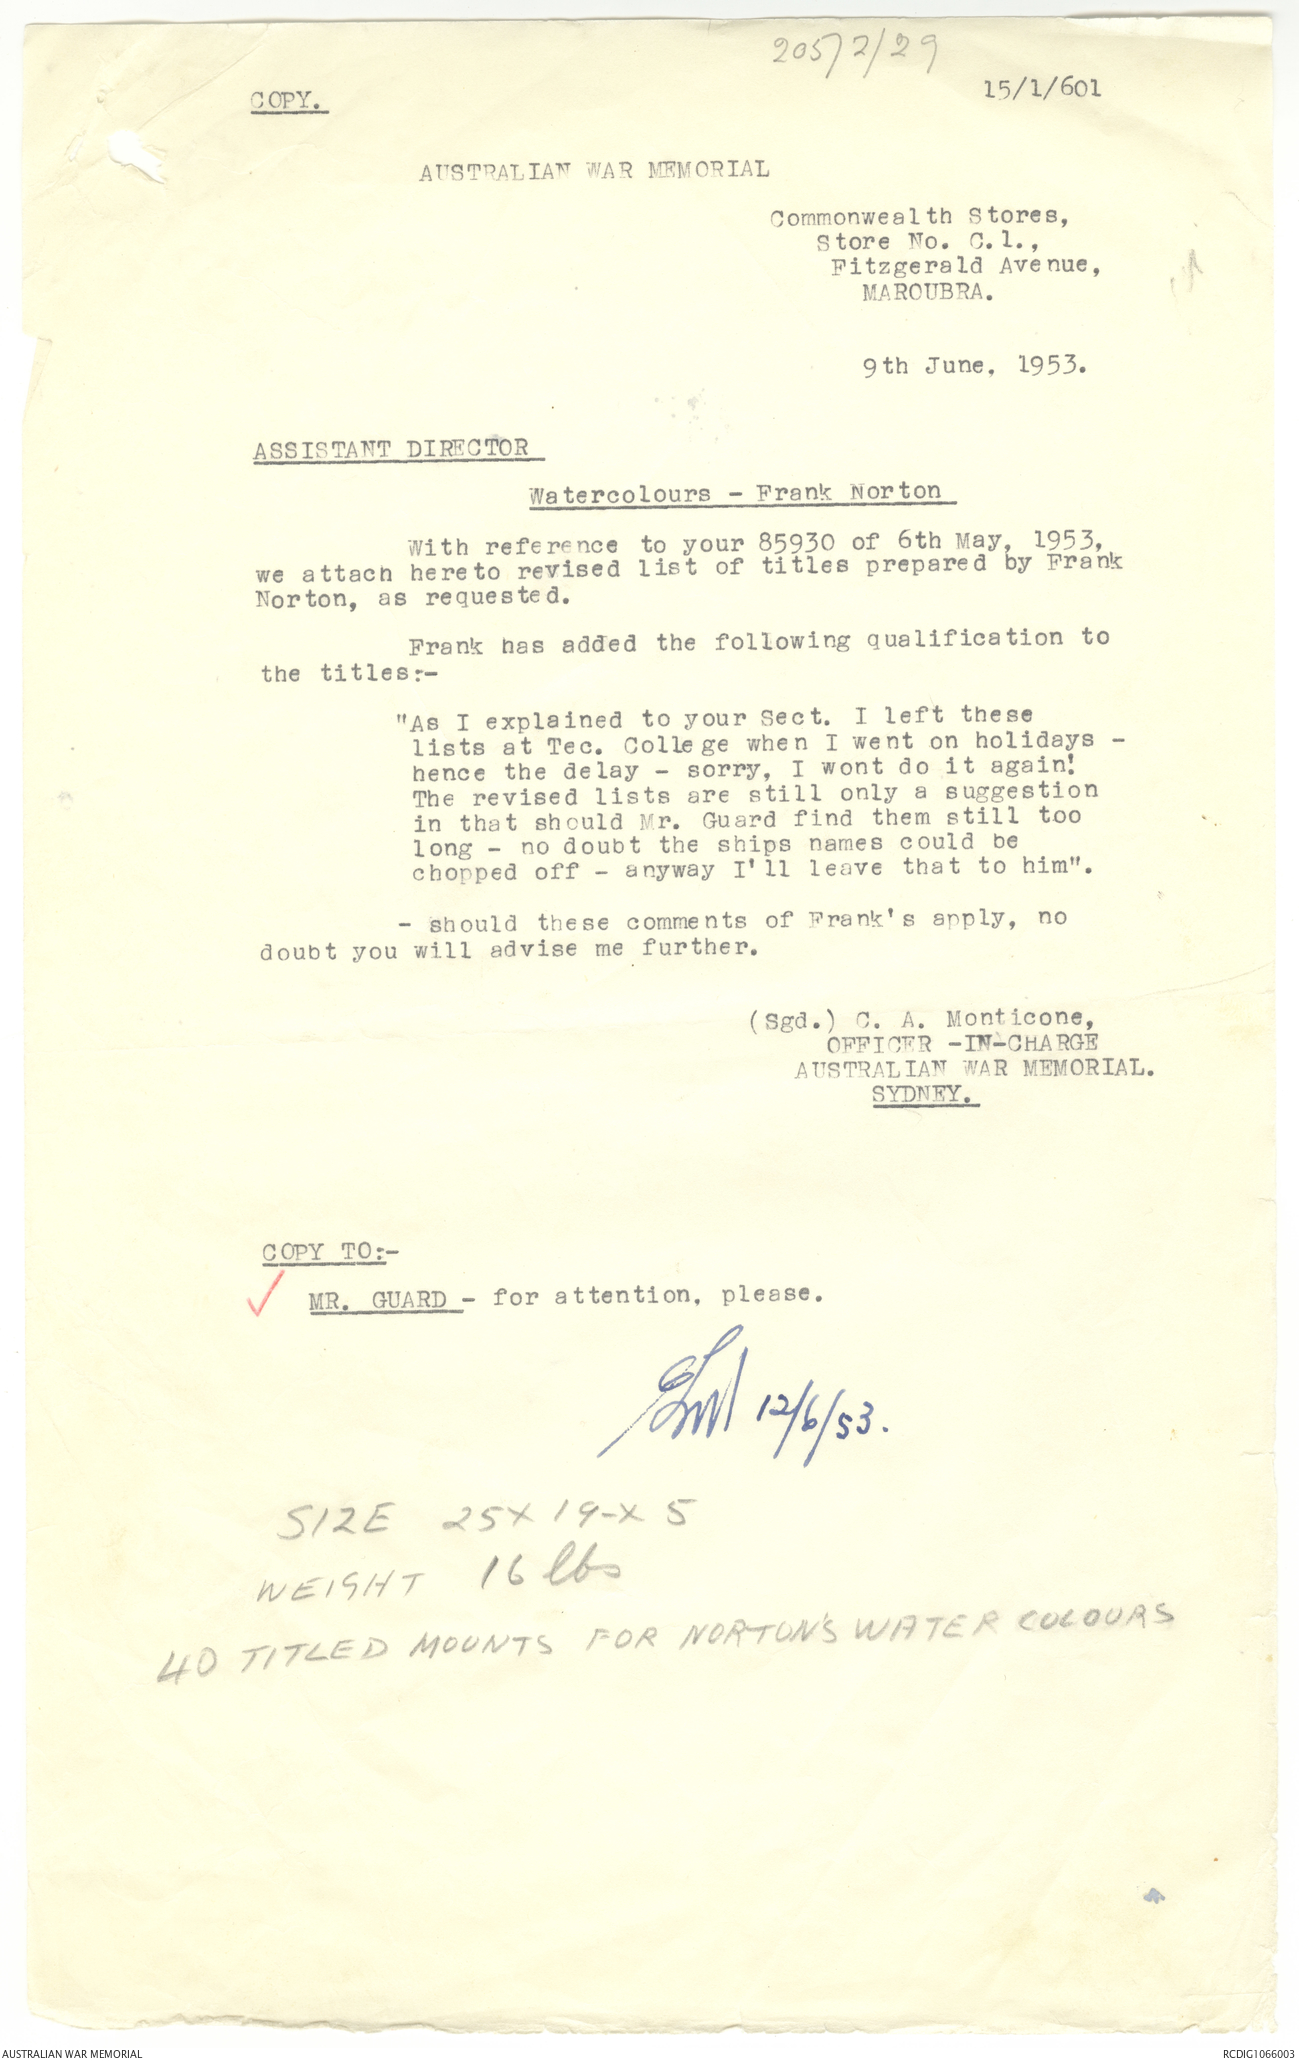 205/2/29
15/1/601
COPY.
AUSTRALIAN WAR MEMORIAL
Commonwealth Stores,
Store No. C.1.,
Fitzgerald Avenue,
MAROUBRA.
9th June, 1953.
ASSISTANT DIRECTOR
Watercolours - Frank Norton
With reference to your 85930 of 6th May, 1953,
we attach hereto revised list of titles prepared by Frank
Norton, as requested.
Frank has added the following qualification to
the titles:-
"As I explained to your Sect. I left these
lists at Tec. College when I went on holidays -
hence the delay - sorry, I wont do it again!
The revised lists are still only a suggestion
in that should Mr. Guard find them still too
long - no doubt the ships names could be
chopped off - anyway I'll leave that to him".
- should these comments of Frank's apply, no
doubt you will advise me further.
(Sgd.) C. A. Monticone,
OFFICER -IN-CHARGE
AUSTRALIAN WAR MEMORIAL.
SYDNEY.
COPY TO:-
MR. GUARD - for attention, please.
12/6/53.
SIZE 25 X 19 - X 5
WEIGHT 16 lbs
40 TITLED MOUNTS FOR NORTON'S WATER COLOURS
AUSTRALIAN WAR MEMORIAL
RCDIG1066003